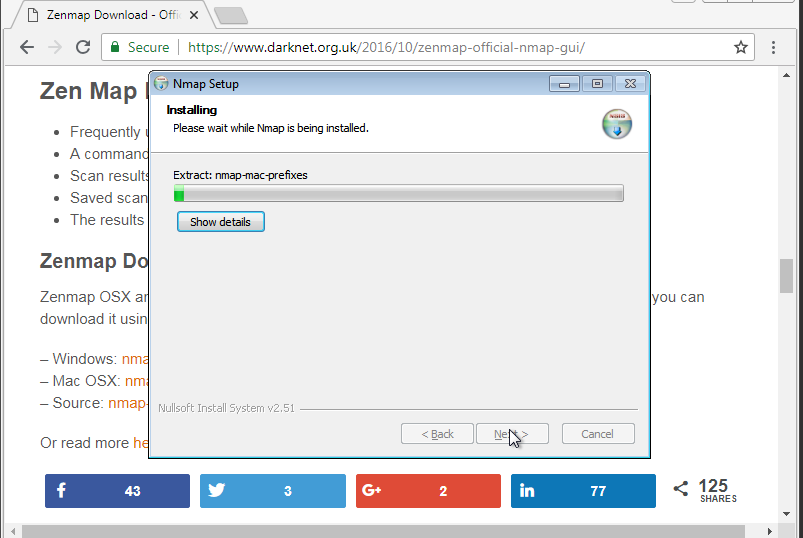 Zenmap Download - Offi
Secure
https://www.darknet.org.uk/2016/10/zenmap-official-nmap-gui/
Zen Map
Frequently
A command
Scan results
Saved scan
The results
Zenmap Do
Zenmap OSX ar
you can
download it usin
– Windows: nma
– Mac OSX: nma
– Source: nmap-
Or read more he
43
3
G+ 2
in 77
125
SHARES
Nmap Setup
Installing
Please wait while Nmap is being installed.
Extract: nmap-mac-prefixes
Show details
Nullsoft Install System v2.51
< Back
Next >
Cancel